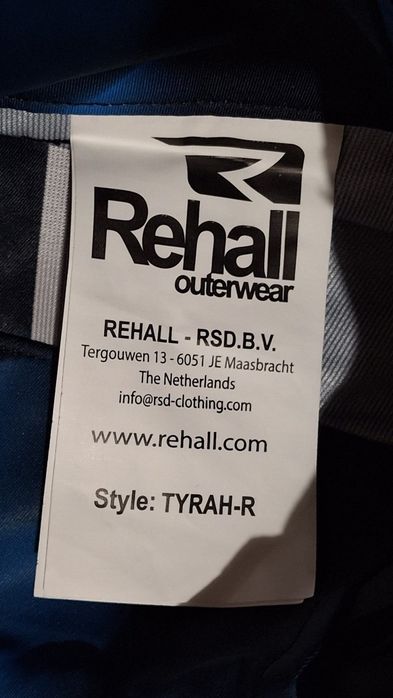 Rehall
outerwear
REHALL - RSD.B.V.
Tergouwen 13 - 6051 JE Maasbracht
The Netherlands
info@rsd-clothing.com
www.rehall.com
Style: TYRAH-R